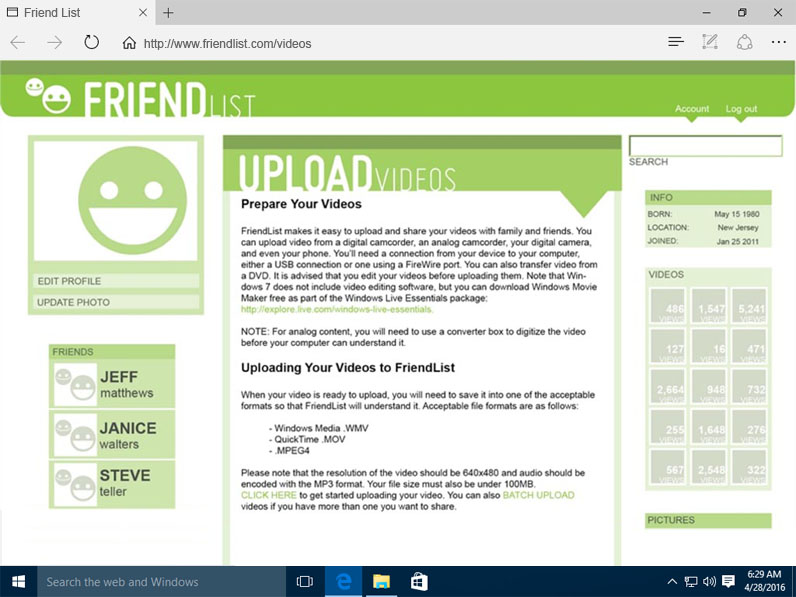 Friend List
http://www.friendlist.com/videos
FRIENDLIST
Account Log out
EDIT PROFILE
UPDATE PHOTO
FRIENDS
JEFF
matthews
JANICE
walters
STEVE
teller
UPLOADVIDEOS
Prepare Your Videos
FriendList makes it easy to upload and share your videos with family and friends. You
can upload video from a digital camcorder, an analog camcorder, your digital camera,
and even your phone. You'll need a connection from your device to your computer,
either a USB connection or one using a FireWire port. You can also transfer video from
a DVD. It is advised that you edit your videos before uploading them. Note that Win-
dows 7 does not include video editing software, but you can download Windows Movie
Maker free as part of the Windows Live Essentials package:
http://explore.live.com/windows-live-essentials.
NOTE: For analog content, you will need to use a converter box to digitize the video
before your computer can understand it.
Uploading Your Videos to FriendList
When your video is ready to upload, you will need to save it into one of the acceptable
formats so that FriendList will understand it. Acceptable file formats are as follows:
- Windows Media .WMV
- QuickTime .MOV
- .MPEG4
Please note that the resolution of the video should be 640x480 and audio should be
encoded with the MP3 format. Your file size must also be under 100MB.
CLICK HERE to get started uploading your video. You can also BATCH UPLOAD
videos if you have more than one you want to share.
SEARCH
INFO
BORN: May 15 1980
LOCATION: New Jersey
JOINED: Jan 25 2011
VIDEOS
486 1,547 5,241
VIEWS VIEWS VIEWS
127 16 471
VIEWS VIEWS VIEWS
2,664 948 732
VIEWS VIEWS VIEWS
255 1,648 276
VIEWS VIEWS VIEWS
567 2,548 322
VIEWS VIEWS VIEWS
PICTURES
Search the web and Windows
6:29 AM
4/28/2016